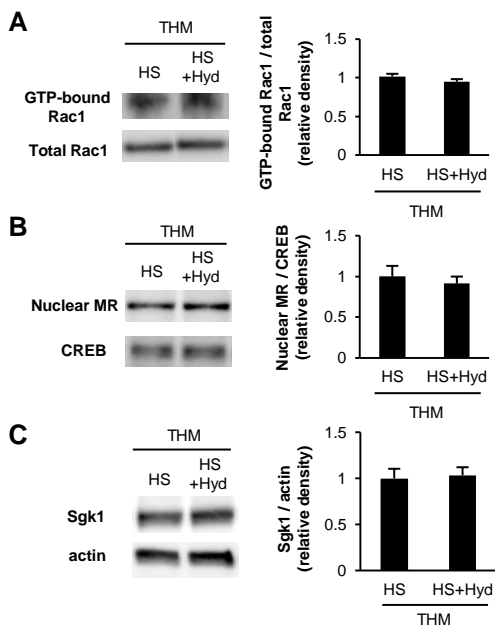 A
THM
HS
HS
+Hyd
GTP-bound
Rac1
Total Rac1
GTP-bound Rac1 / total
Rac1
(relative density)
1.5
1
0.5
0
HS
HS+Hyd
THM
B
THM
HS
HS
+Hyd
Nuclear MR
CREB
Nuclear MR / CREB
(relative density)
1.5
1
0.5
0
HS
HS+Hyd
THM
C
THM
HS
HS
+Hyd
Sgk1
actin
Sgk1 / actin
(relative density)
1.5
1
0.5
0
HS
HS+Hyd
THM